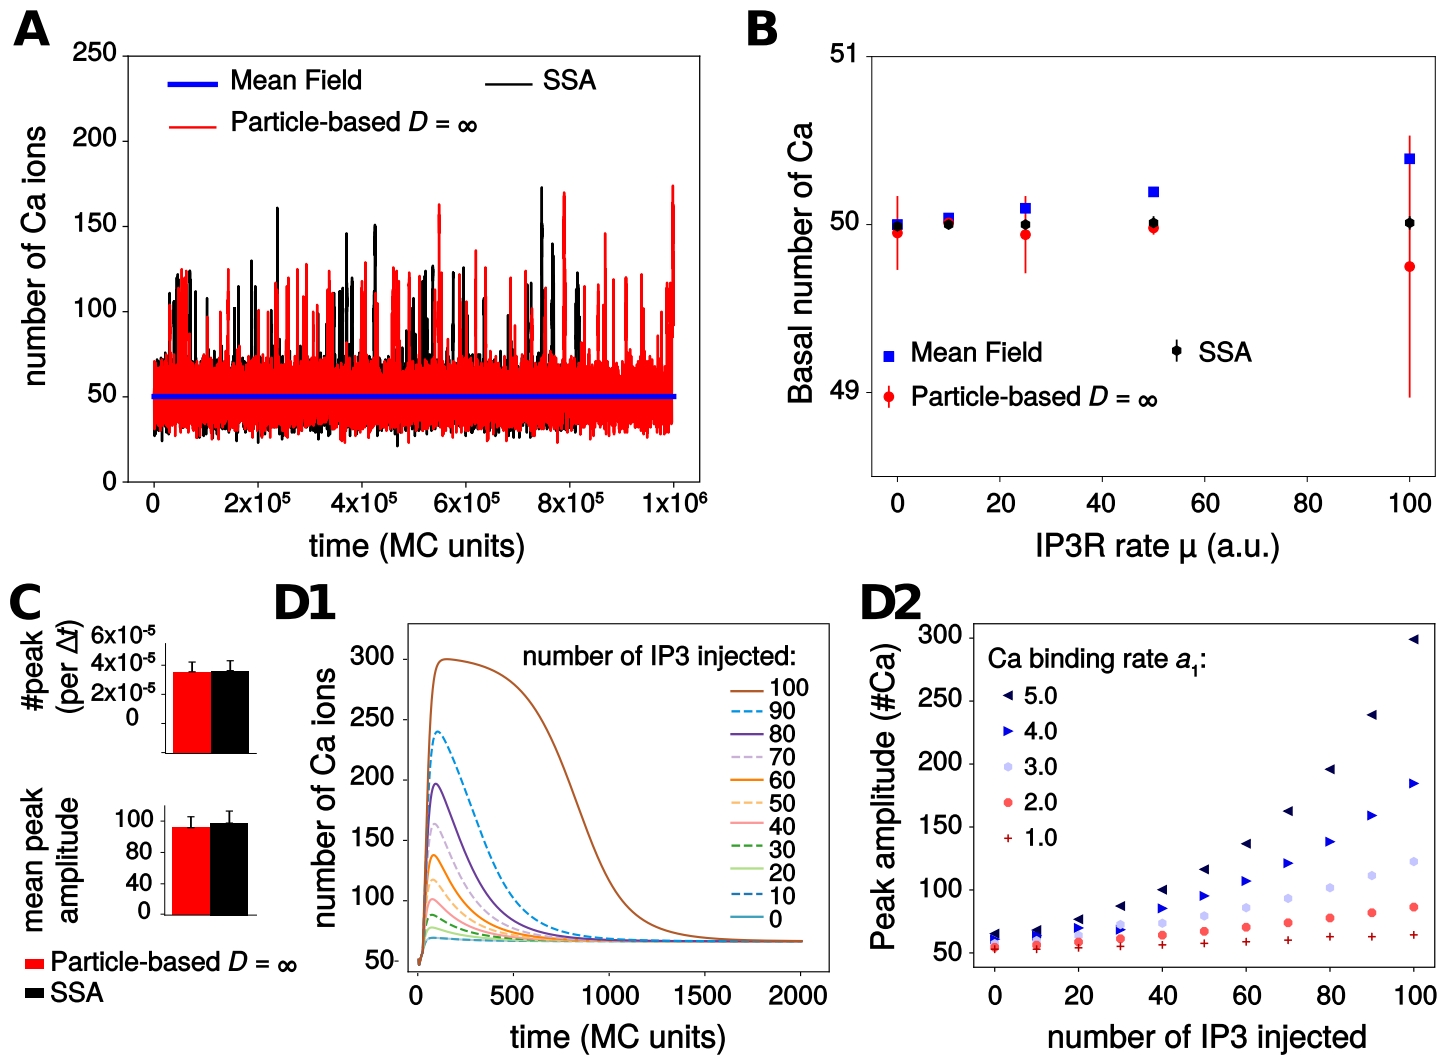 A
250
200
150
100
50
0
number of Ca ions
Mean Field
SSA
Particle-based D = ∞
0
2x10⁵
4x10⁵
6x10⁵
8x10⁵
1x10⁶
time (MC units)
B
51
50
49
Basal number of Ca
Mean Field
SSA
Particle-based D = ∞
0
20
40
60
80
100
IP3R rate µ (a.u.)
C
#peak
(per Δt)
6x10⁻⁵
4x10⁻⁵
2x10⁻⁵
0
mean peak
amplitude
100
80
40
0
Particle-based D = ∞
SSA
D1
300
250
200
150
100
50
number of Ca ions
number of IP3 injected:
100
90
80
70
60
50
40
30
20
10
0
0
500
1000
1500
2000
time (MC units)
D2
300
250
200
150
100
50
Peak amplitude (#Ca)
Ca binding rate a₁:
5.0
4.0
3.0
2.0
1.0
0
20
40
60
80
100
number of IP3 injected